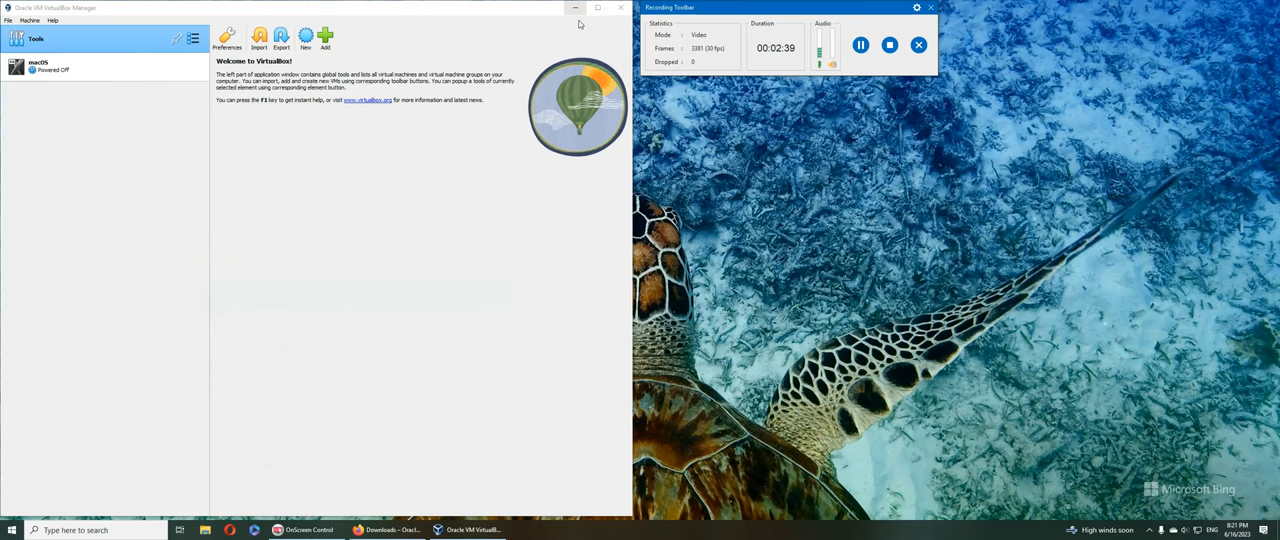 Oracle VM VirtualBox Manager
File Machine Help
Tools
macOS
Powered Off
Preferences Import Export New Add
Welcome to VirtualBox!
The left part of application window contains global tools and lists all virtual machines and virtual machine groups on your
computer. You can import, add and create new VMs using corresponding toolbar buttons. You can popup a tools of currently
selected element using corresponding element button.
You can press the F1 key to get instant help, or visit www.virtualbox.org for more information and latest news.
Recording Toolbar
Statistics
Mode : Video
Frames : 3381 (30 fps)
Dropped : 0
Duration
00:02:39
Audio
Microsoft Bing
Type here to search
OnScreen Control
Downloads – Oracl...
Oracle VM VirtualB...
High winds soon
ENG
8:21 PM
6/16/2023